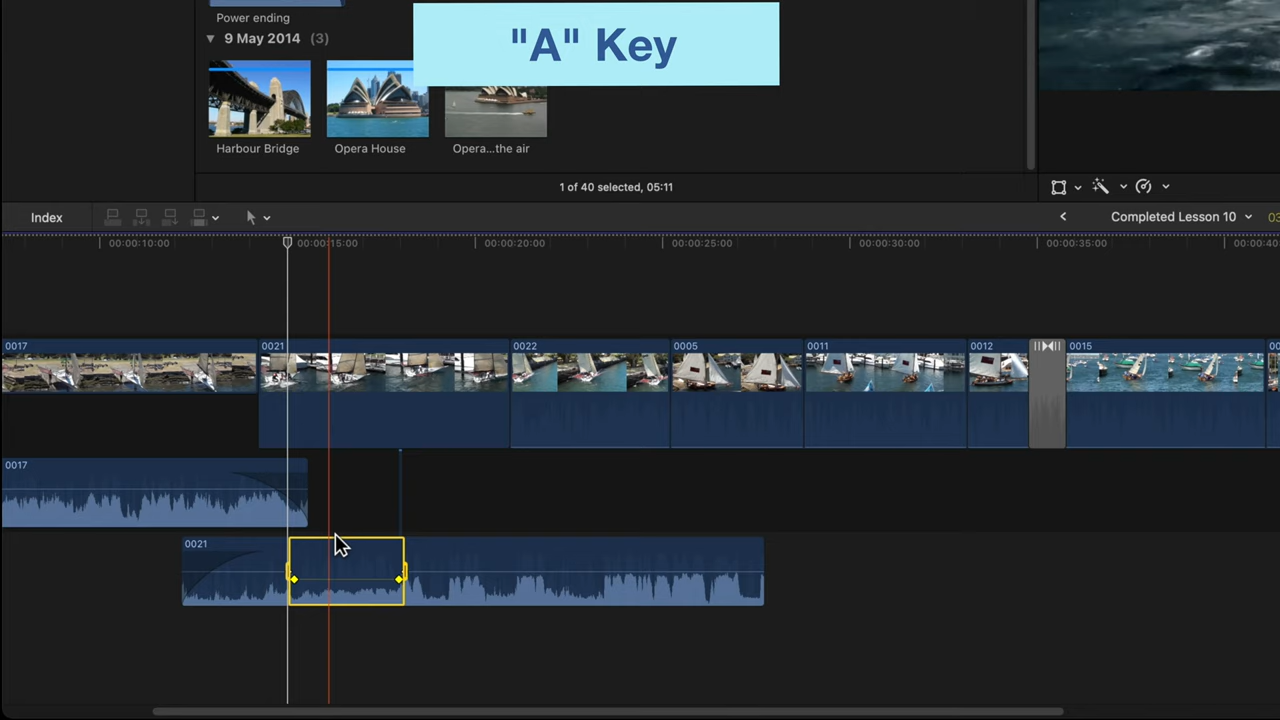 Power ending
9 May 2014 (3)
"A" Key
Harbour Bridge
Opera House
Opera...the air
1 of 40 selected, 05:11
Index
Completed Lesson 10
00:00:10:00
00:00:15:00
00:00:20:00
00:00:25:00
00:00:30:00
00:00:35:00
00:00:40
0017
0021
0022
0005
0011
0012
0015
0017
0021